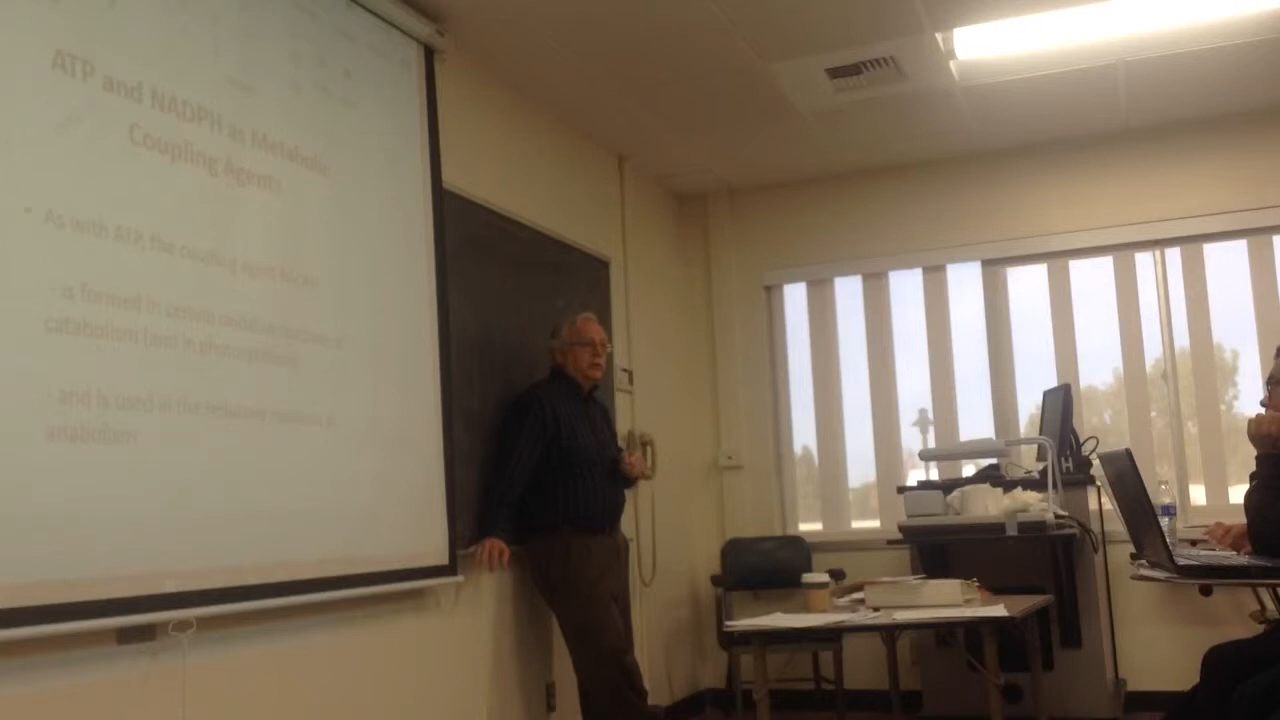 ATP and NADPH as Metabolic
Coupling Agents
• As with ATP, the coupling agent NADPH
- is formed in certain oxidative reactions of
catabolism (and in photosynthesis)
- and is used in the reductive reactions of
anabolism